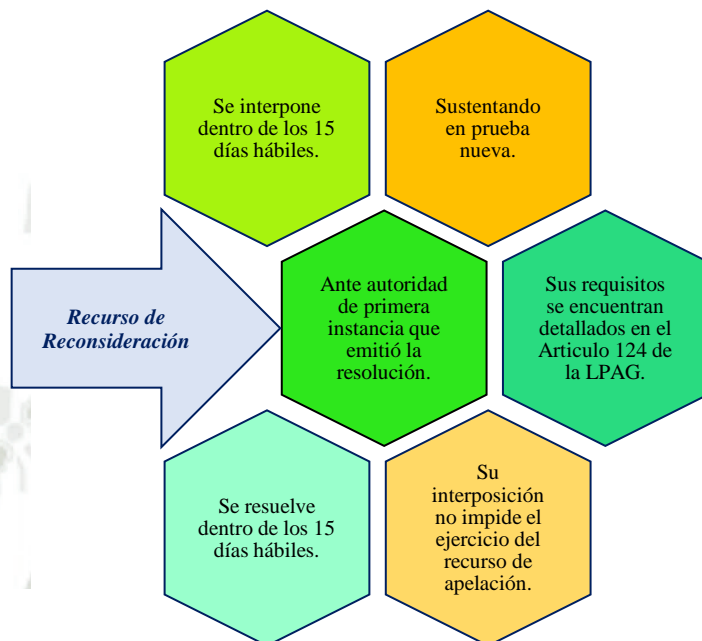 Se interpone
dentro de los 15
días hábiles.
Sustentando
en prueba
nueva.
Recurso de
Reconsideración
Ante autoridad
de primera
instancia que
emitió la
resolución.
Sus requisitos
se encuentran
detallados en el
Articulo 124 de
la LPAG.
Se resuelve
dentro de los 15
días hábiles.
Su
interposición
no impide el
ejercicio del
recurso de
apelación.